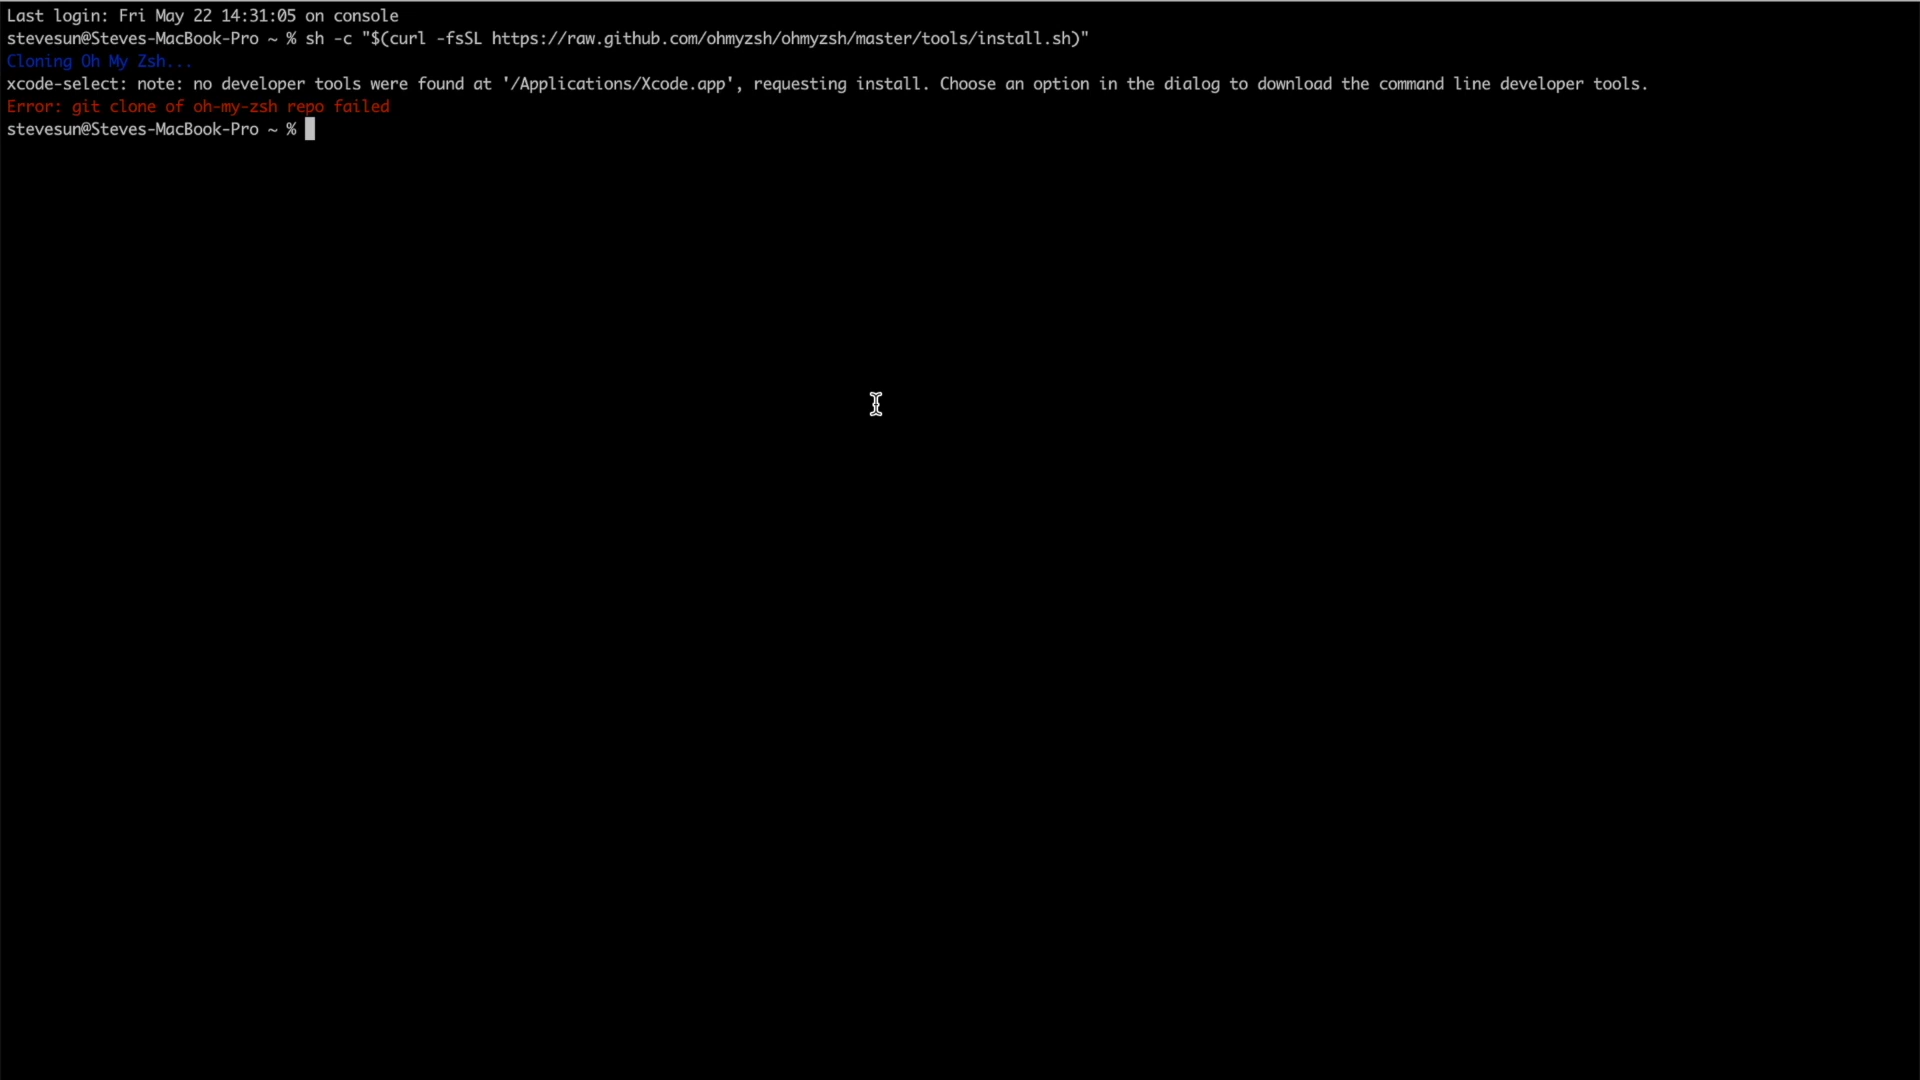 Last login: Fri May 22 14:31:05 on console
stevesun@Steves-MacBook-Pro ~ % sh -c "$(curl -fsSL https://raw.github.com/ohmyzsh/ohmyzsh/master/tools/install.sh)"
Cloning Oh My Zsh...
xcode-select: note: no developer tools were found at '/Applications/Xcode.app', requesting install. Choose an option in the dialog to download the command line developer tools.
Error: git clone of oh-my-zsh repo failed
stevesun@Steves-MacBook-Pro ~ %